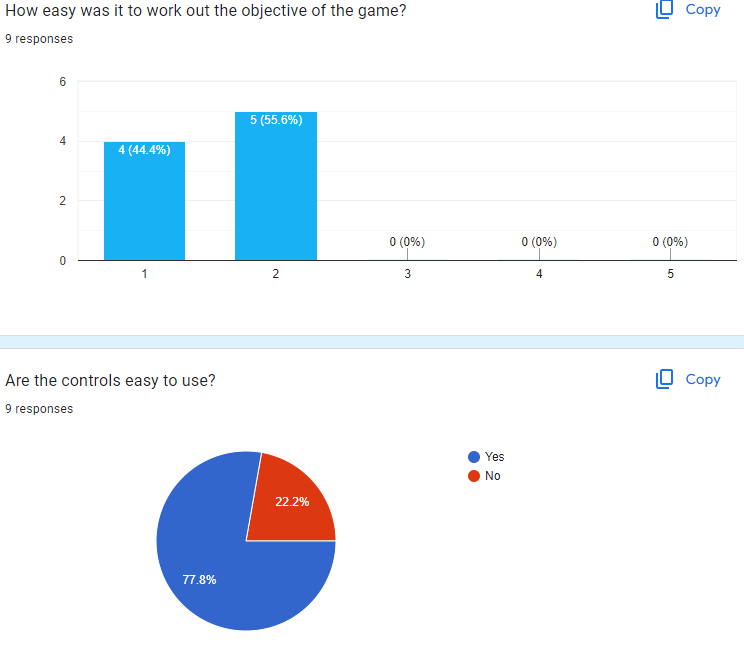 How easy was it to work out the objective of the game?
Copy
9 responses
6
4
2
0
4 (44.4%)
5 (55.6%)
0 (0%)
0 (0%)
0 (0%)
1
2
3
4
5
Are the controls easy to use?
Copy
9 responses
Yes
No
22.2%
77.8%